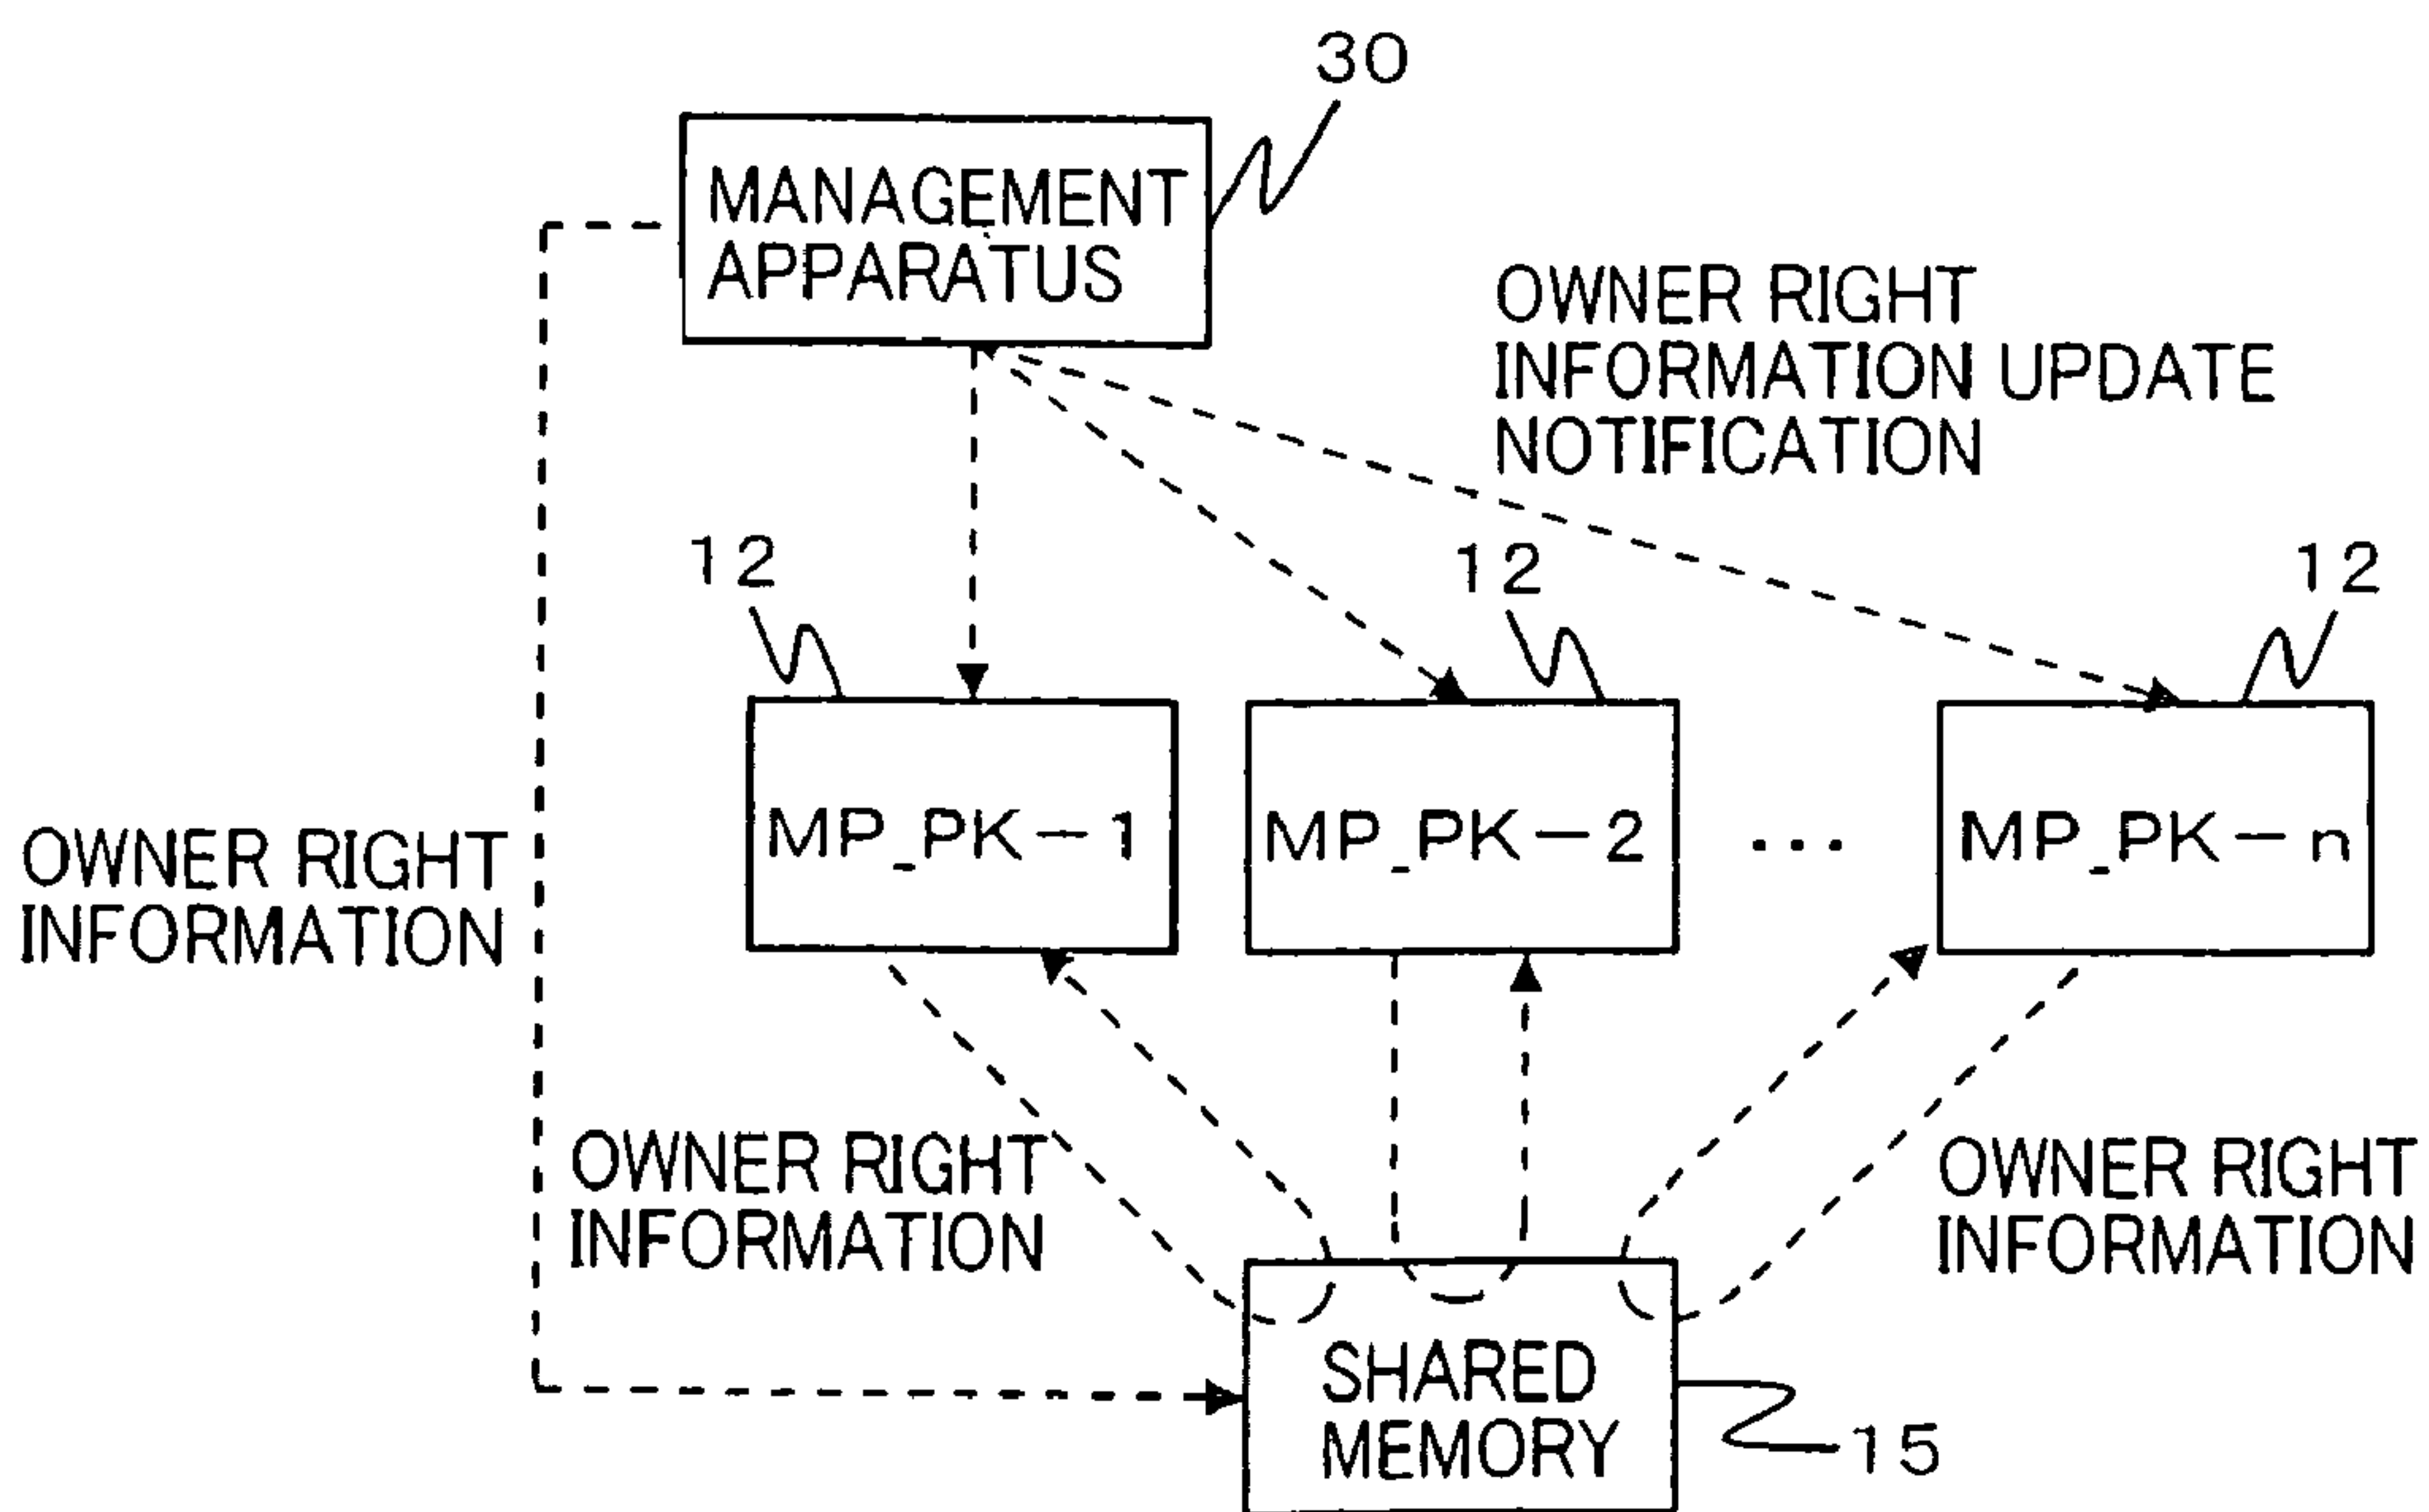 30
MANAGEMENT
APPARATUS
OWNER RIGHT
INFORMATION UPDATE
NOTIFICATION
12
12
12
MP_PK-1
MP_PK-2
...
MP_PK-n
OWNER RIGHT
INFORMATION
OWNER RIGHT
INFORMATION
OWNER RIGHT
INFORMATION
SHARED
MEMORY
15